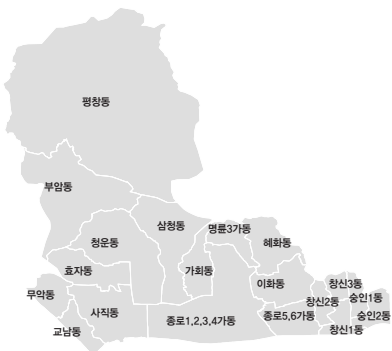 평창동
부암동
삼청동
명륜3가동
혜화동
청운동
효자동
가회동
이화동
창신3동
무악동
숭인1동
창신2동
사직동
종로1,2,3,4가동
종로5,6가동
숭인2동
교남동
창신1동